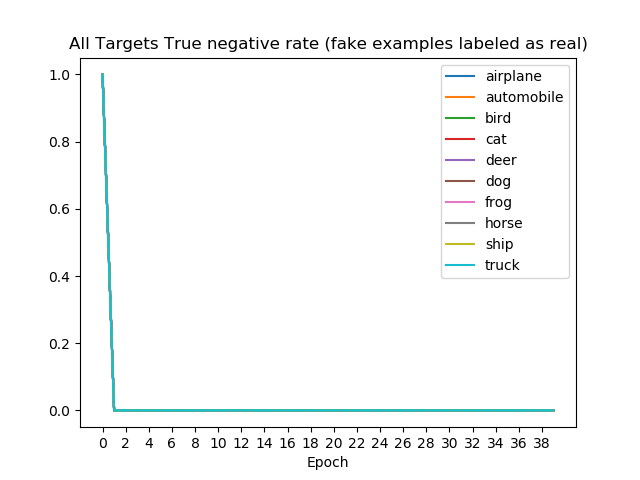 All Targets True negative rate (fake examples labeled as real)
1.0
0.8
0.6
0.4
0.2
0.0
airplane
automobile
bird
cat
deer
dog
frog
horse
ship
truck
0 2 4 6 8 10 12 14 16 18 20 22 24 26 28 30 32 34 36 38
Epoch